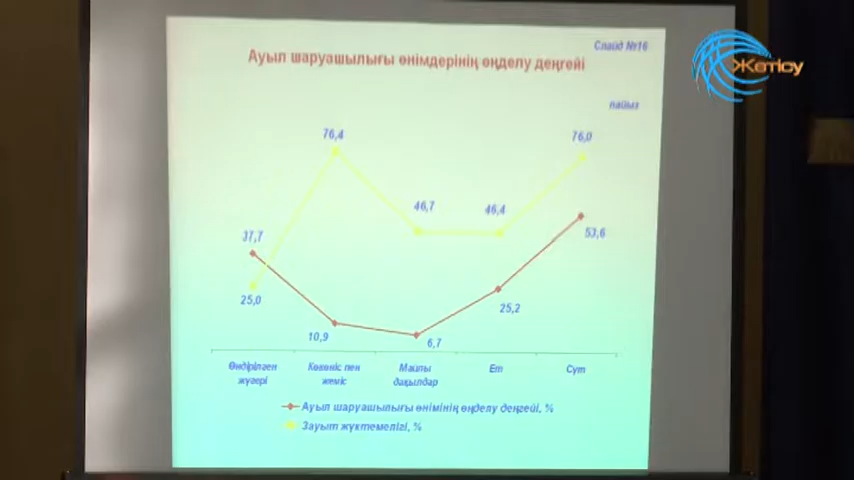 Слайд №16
Жетісу
Ауыл шаруашылығы өнімдерінің өңделу деңгейі
пайыз
76,4
76,0
46,7
46,4
37,7
53,6
25,0
25,2
10,9
6,7
Өндірілген жүгері
Көкөніс пен жеміс
Майлы дақылдар
Ет
Сүт
Ауыл шаруашылығы өнімінің өңделу деңгейі, %
Зауыт жүктемелігі, %